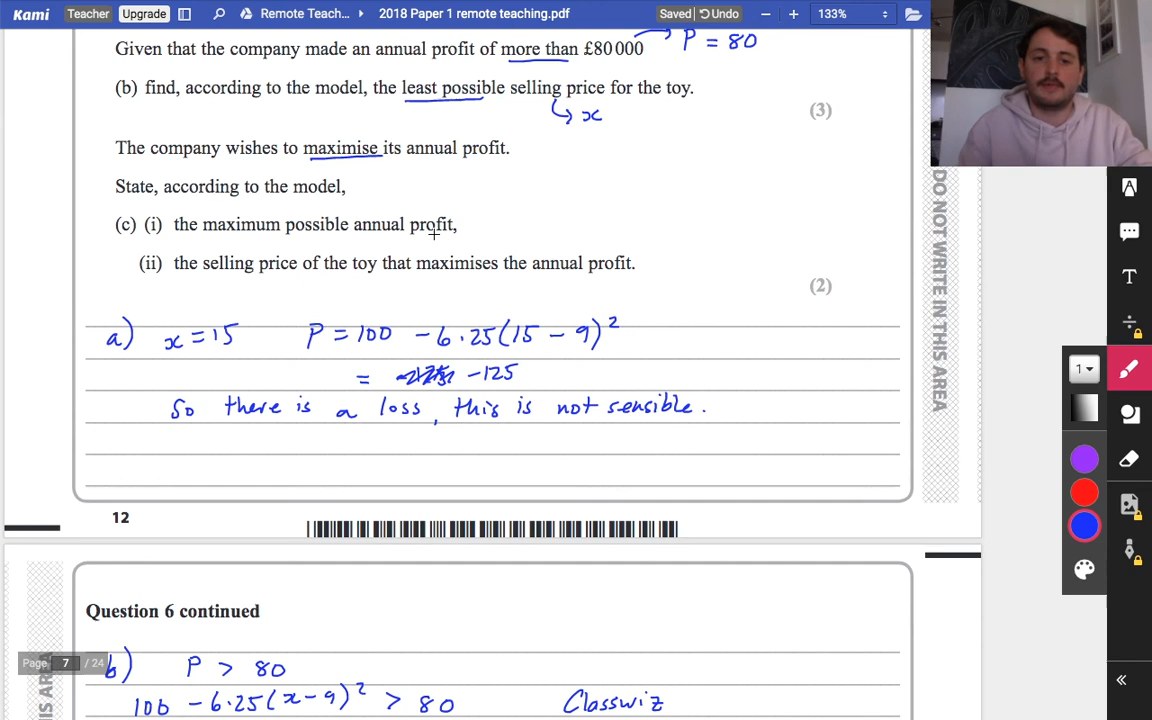 Kami Teacher Upgrade Remote Teach... 2018 Paper 1 remote teaching.pdf Saved Undo 133%
Given that the company made an annual profit of more than £80 000 → P = 80
(b) find, according to the model, the least possible selling price for the toy.
↳ x
(3)
The company wishes to maximise its annual profit.
State, according to the model,
(c) (i) the maximum possible annual profit,
(ii) the selling price of the toy that maximises the annual profit.
(2)
a) x = 15 P = 100 - 6.25(15 - 9)²
= -125
So there is a loss, this is not sensible.
12
DO NOT WRITE IN THIS AREA
1
T
Question 6 continued
Page 7 / 24
b) P > 80
100 - 6.25(x - 9)² > 80 Classwiz
HIS AREA